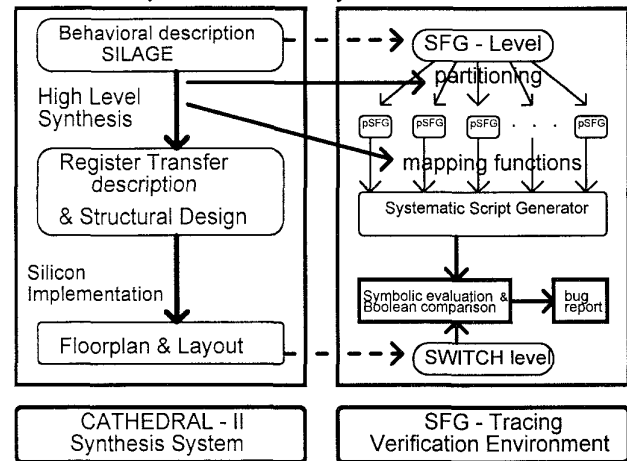 Behavioral description
SILAGE
High Level
Synthesis
Register Transfer
description
& Structural Design
Silicon
Implementation
Floorplan & Layout
CATHEDRAL - II
Synthesis System
SFG - Level
partitioning
pSFG pSFG pSFG . . . pSFG
mapping functions
Systematic Script Generator
Symbolic evaluation &
Boolean comparison
bug
report
SWITCH level
SFG - Tracing
Verification Environment